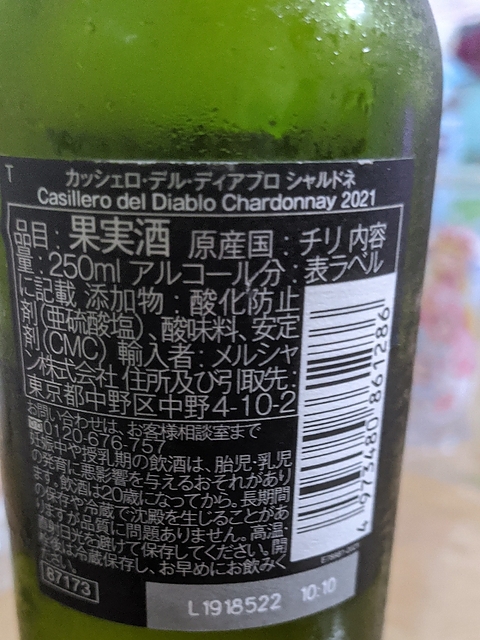 T
カッシェロ・デル・ディアブロ シャルドネ
Casillero del Diablo Chardonnay 2021
品目：果実酒 原産国：チリ 内容
量：250ml アルコール分：表ラベル
に記載 添加物：酸化防止
剤(亜硫酸塩)、酸味料、安定
剤(CMC) 輸入者：メルシャ
ン株式会社 住所及び引取先：
東京都中野区中野4-10-2
お問い合わせは、お客様相談室まで
0120-676-757
妊娠中や授乳期の飲酒は、胎児・乳児
の発育に悪影響を与えるおそれがあり
ます。飲酒は20歳になってから。長期間
の保存や冷蔵で沈殿を生じることがあ
りますが品質に問題ありません。高温・
直射日光を避けて保存してください。開
栓後は冷蔵保存し、お早めにお飲みく
ださい。
87173
4 973480 861286
L1918522 10:10